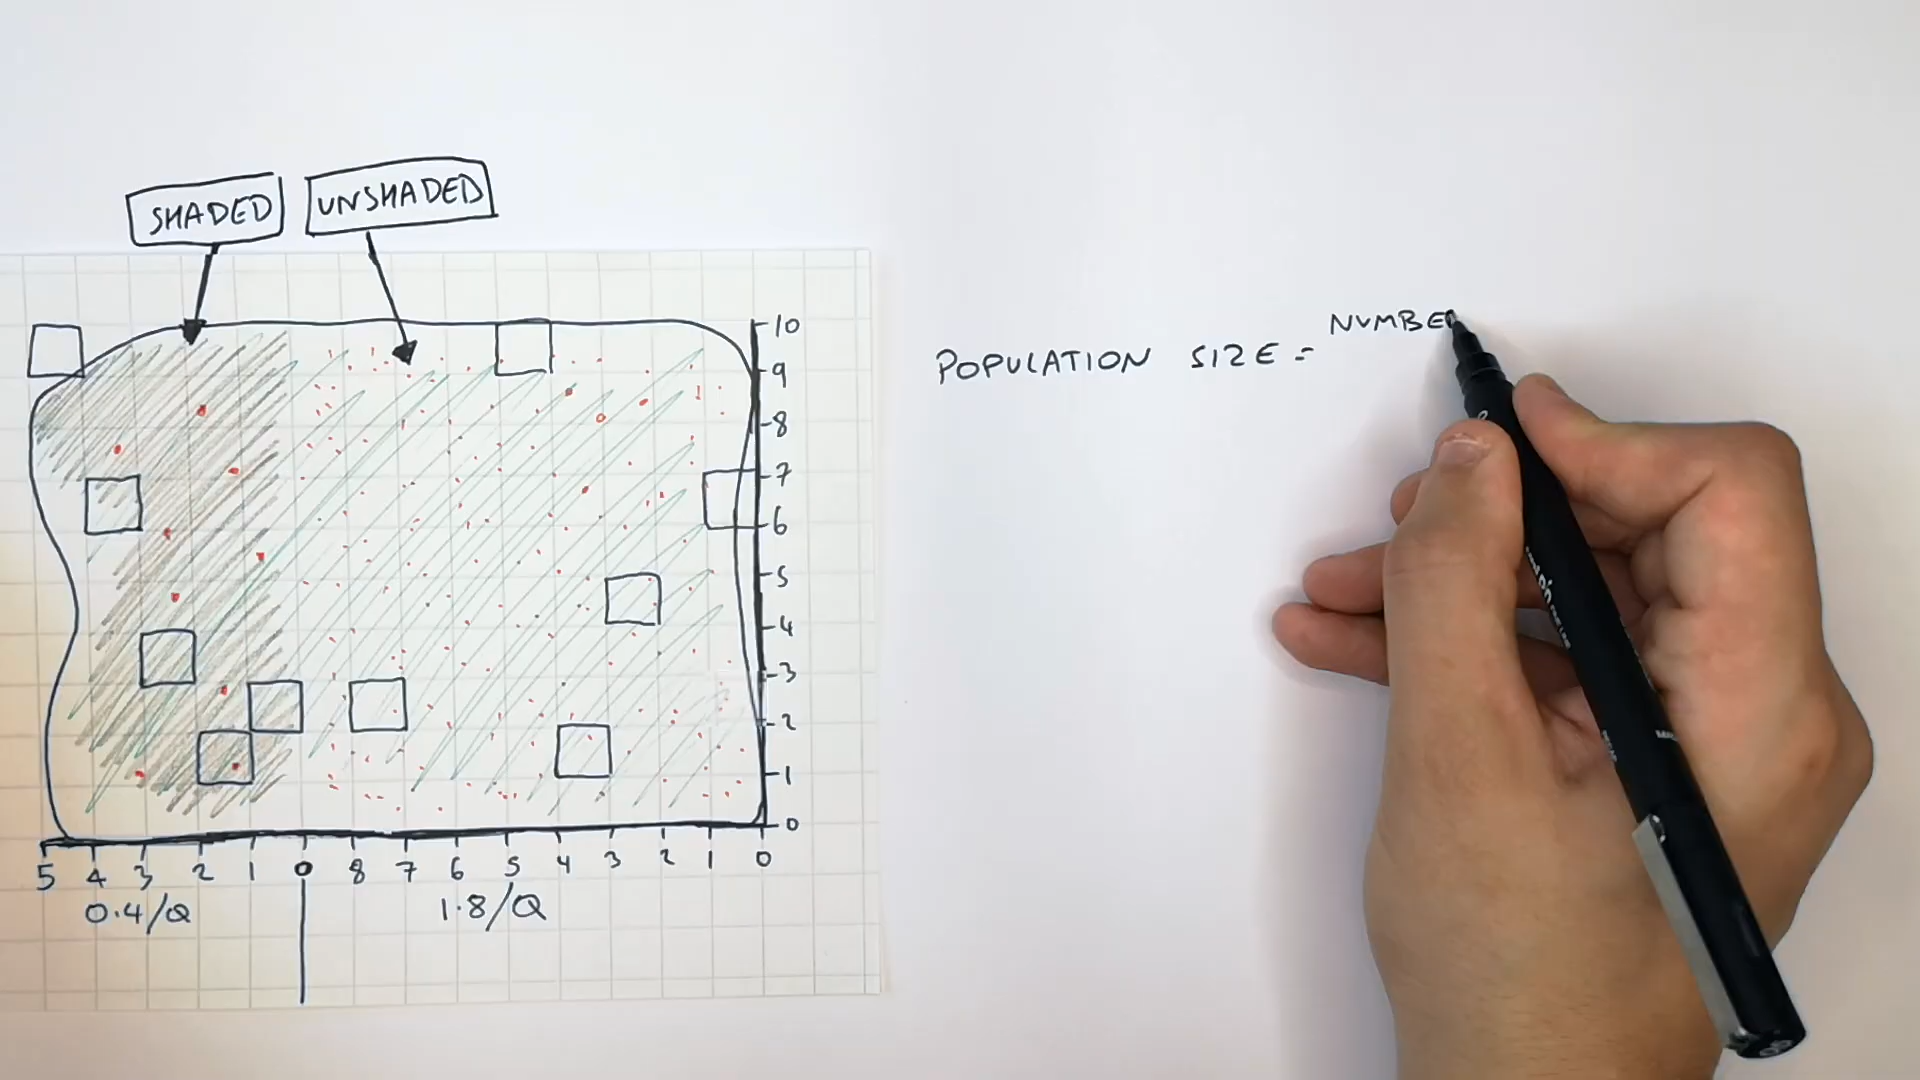 SHADED
UNSHADED
POPULATION SIZE =
NUMBE
10
9
8
7
6
5
4
3
2
1
0
5 4 3 2 1 0 8 7 6 5 4 3 2 1 0
0.4/Q
1.8/Q